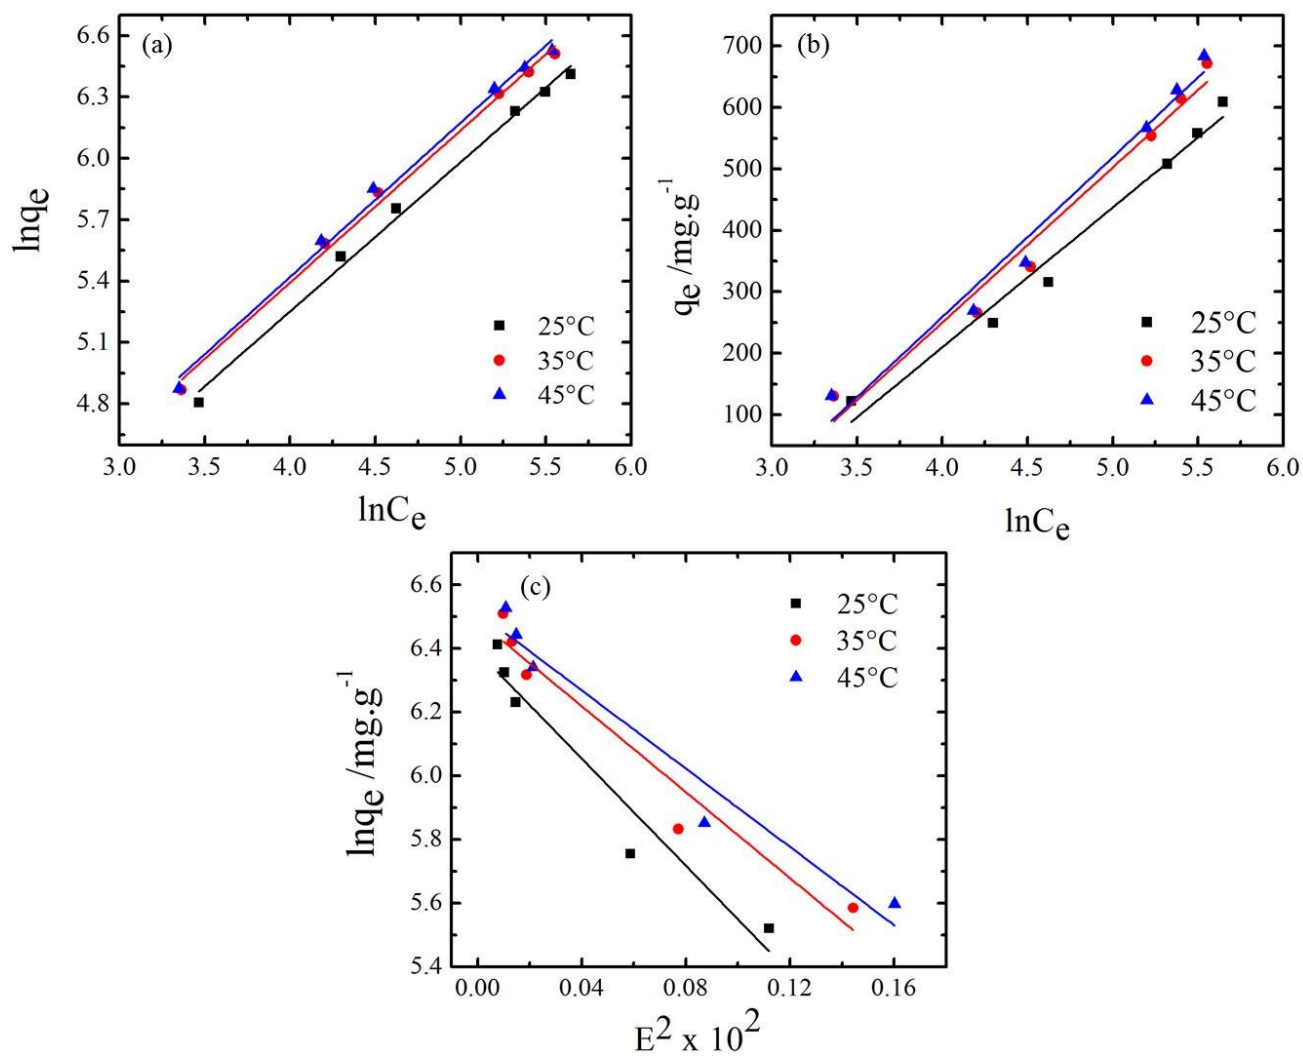 (a)
6.6
6.3
6.0
5.7
5.4
5.1
4.8
lnqe
25°C
35°C
45°C
3.0 3.5 4.0 4.5 5.0 5.5 6.0
lnCe
(b)
700
600
500
400
300
200
100
qe /mg.g-1
25°C
35°C
45°C
3.0 3.5 4.0 4.5 5.0 5.5 6.0
lnCe
(c)
6.6
6.4
6.2
6.0
5.8
5.6
5.4
lnqe /mg.g-1
25°C
35°C
45°C
0.00 0.04 0.08 0.12 0.16
E2 x 102